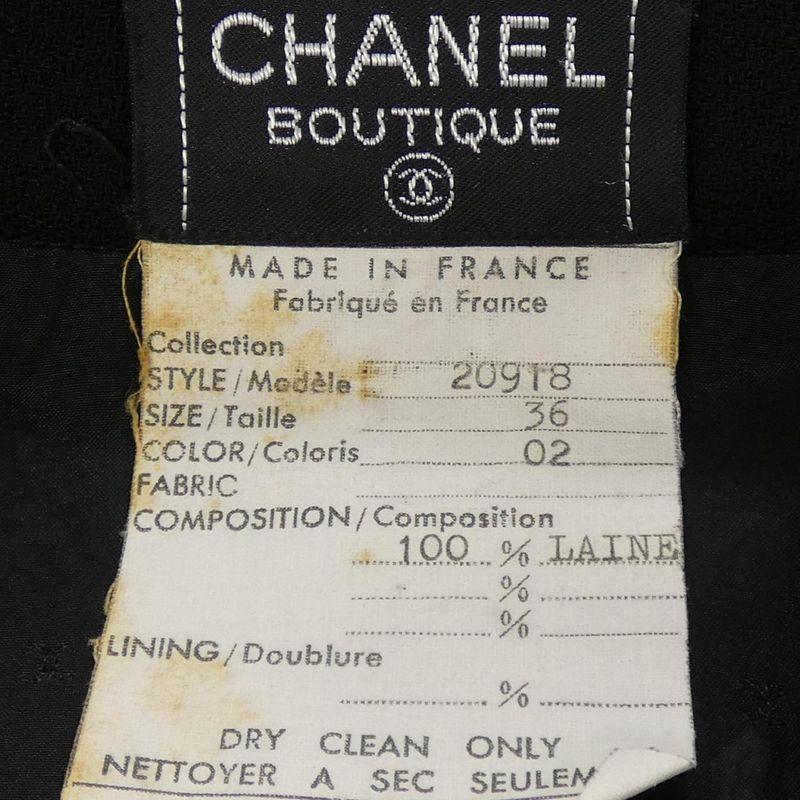 CHANEL
BOUTIQUE
MADE IN FRANCE
Fabriqué en France
Collection
STYLE/Modèle 20918
SIZE/Taille 36
COLOR/Coloris 02
FABRIC
COMPOSITION/Composition
100 % LAINE
%
%
LINING/Doublure
%
DRY CLEAN ONLY
NETTOYER A SEC SEULEM